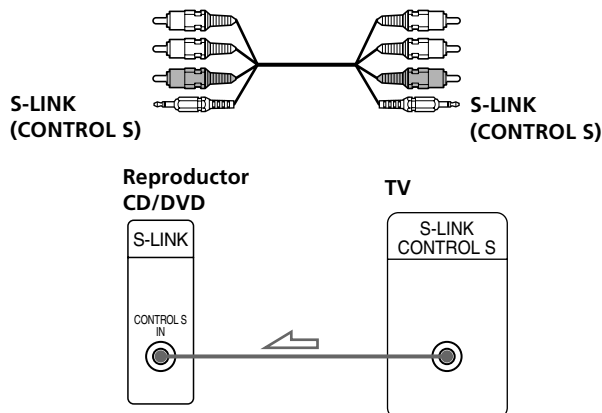 S-LINK
(CONTROL S)
S-LINK
(CONTROL S)
Reproductor
CD/DVD
TV
S-LINK
S-LINK
CONTROL S
CONTROL S
IN